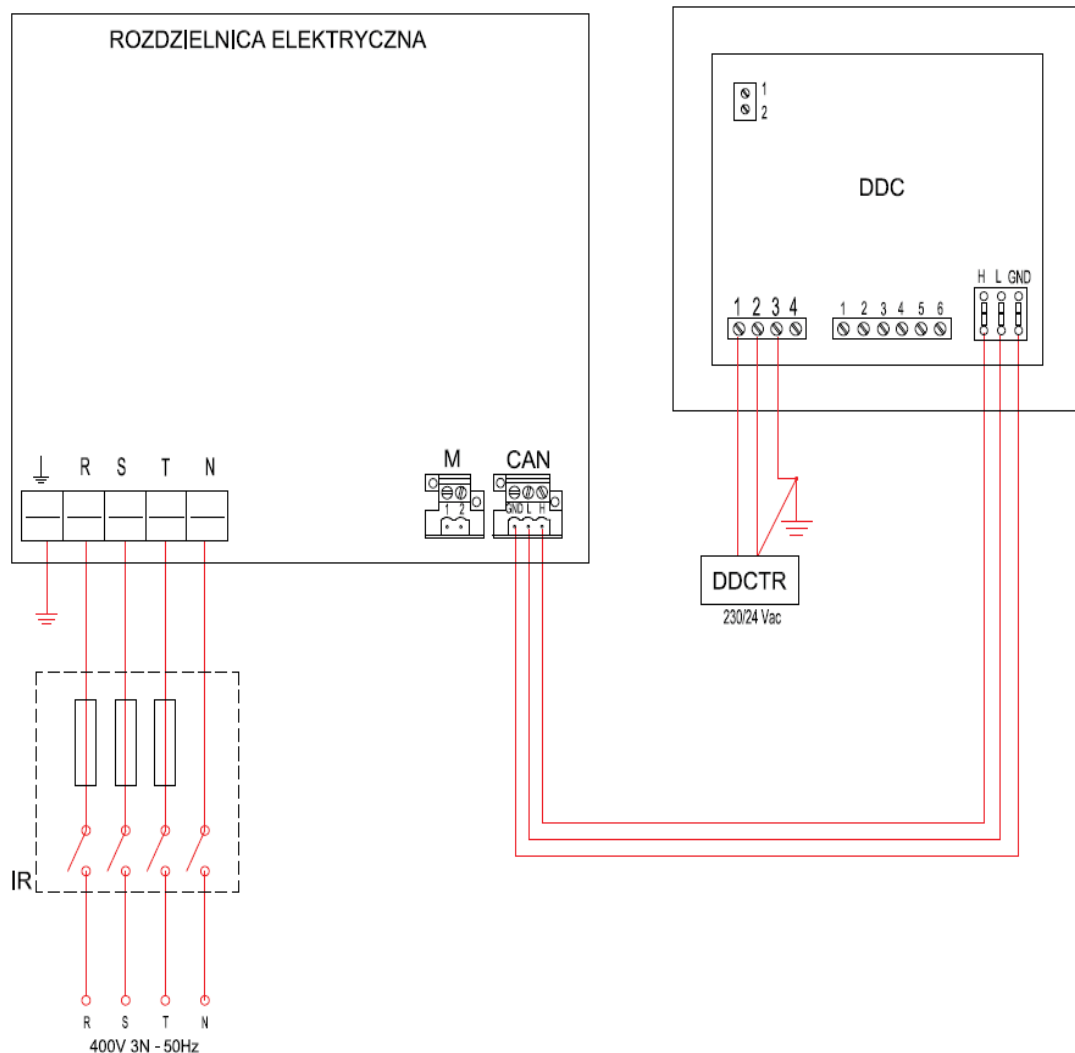 ROZDZIELNICA ELEKTRYCZNA
R S T N
M
1 2
CAN
GND L H
IR
R S T N
400V 3N - 50Hz
1
2
DDC
1 2 3 4
1 2 3 4 5 6
H L GND
DDCTR
230/24 Vac